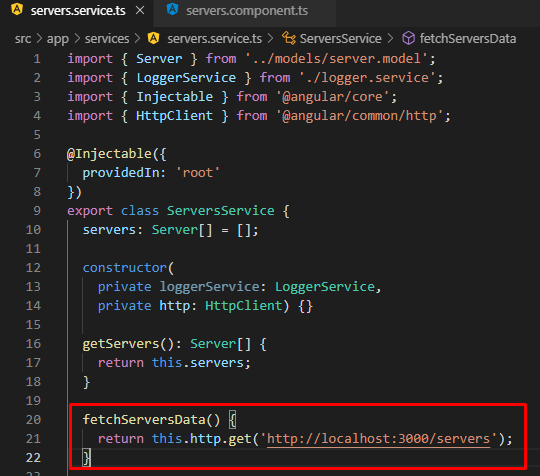 servers.service.ts servers.component.ts
src > app > services > servers.service.ts > ServersService > fetchServersData
1 import { Server } from '../models/server.model';
2 import { LoggerService } from './logger.service';
3 import { Injectable } from '@angular/core';
4 import { HttpClient } from '@angular/common/http';
5
6 @Injectable({
7 providedIn: 'root'
8 })
9 export class ServersService {
10 servers: Server[] = [];
11
12 constructor(
13 private loggerService: LoggerService,
14 private http: HttpClient) {}
15
16 getServers(): Server[] {
17 return this.servers;
18 }
19
20 fetchServersData() {
21 return this.http.get('http://localhost:3000/servers');
22 }